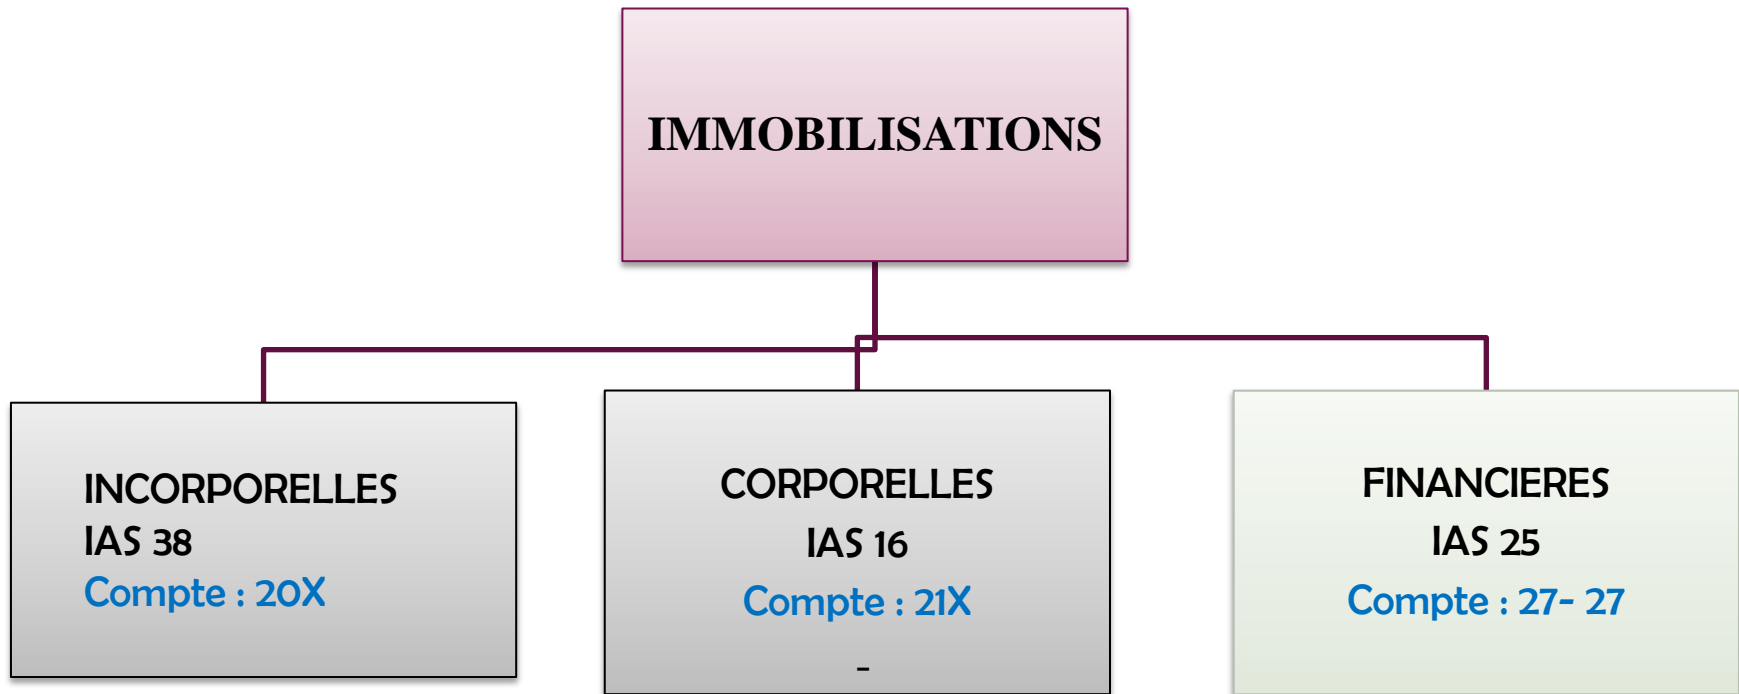 IMMOBILISATIONS
INCORPORELLES
IAS 38
Compte : 20X
CORPORELLES
IAS 16
Compte : 21X
-
FINANCIERES
IAS 25
Compte : 27- 27